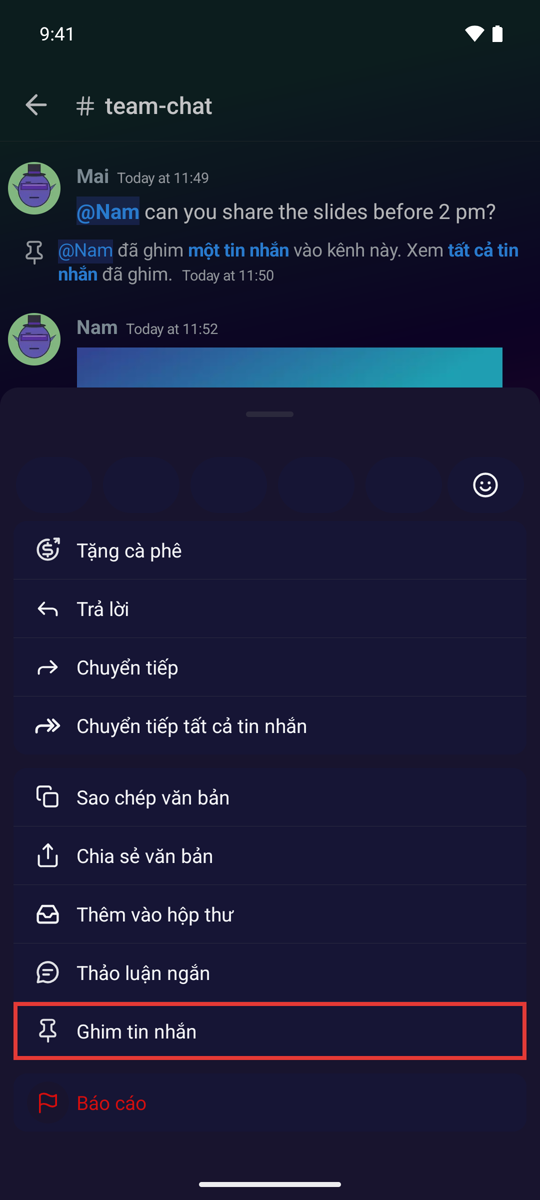 9:41
# team-chat
Mai Today at 11:49
@Nam can you share the slides before 2 pm?
@Nam đã ghim một tin nhắn vào kênh này. Xem tất cả tin
nhắn đã ghim. Today at 11:50
Nam Today at 11:52
Tặng cà phê
Trả lời
Chuyển tiếp
Chuyển tiếp tất cả tin nhắn
Sao chép văn bản
Chia sẻ văn bản
Thêm vào hộp thư
Thảo luận ngắn
Ghim tin nhắn
Báo cáo